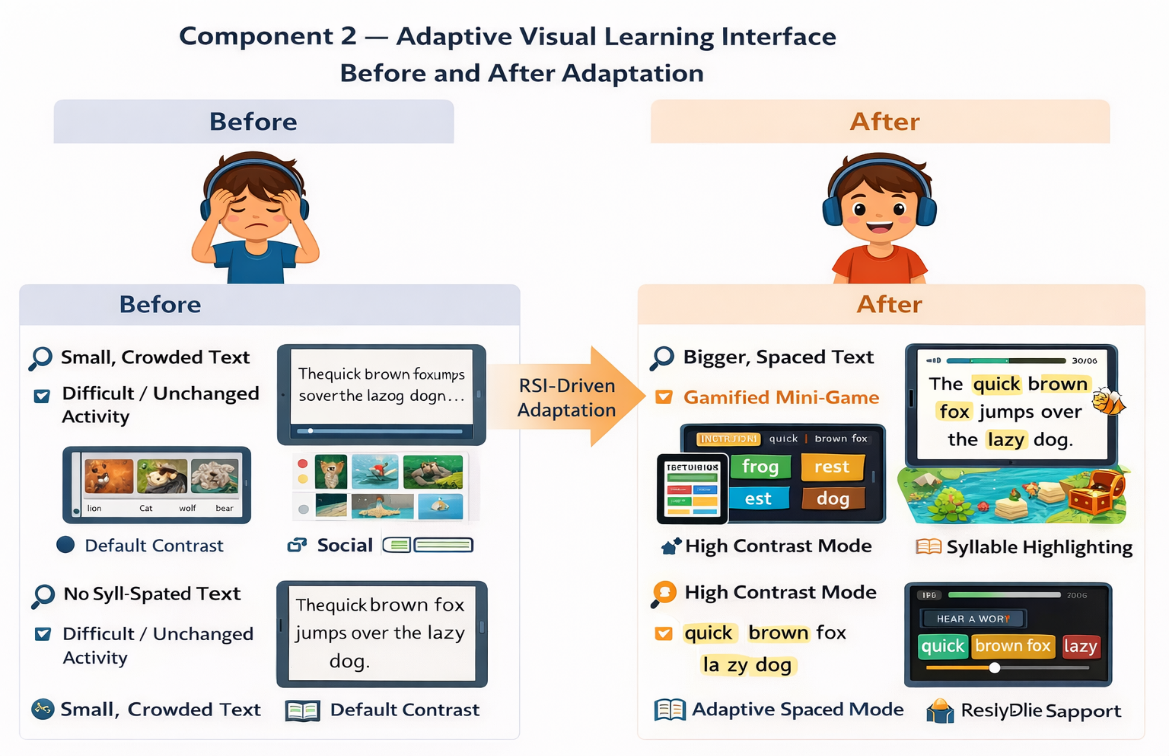 Component 2 — Adaptive Visual Learning Interface
Before and After Adaptation
Before
Before
Small, Crowded Text
Difficult / Unchanged
Activity
Thequick brown foxumps
soverthe lazog dogn...
lion Cat wolf bear
Default Contrast
Social
No Syll-Spated Text
Difficult / Unchanged
Activity
Thequick brown fox
jumps over the lazy
dog.
Small, Crowded Text
Default Contrast
RSI-Driven
Adaptation
After
After
Bigger, Spaced Text
Gamified Mini-Game
30/06
The quick brown
fox jumps over
the lazy dog.
quick | brown fox
frog rest
est dog
High Contrast Mode
Syllable Highlighting
High Contrast Mode
quick brown fox
la zy dog
HEAR A WORY
quick brown fox lazy
Adaptive Spaced Mode
ResiyDlie Sapport